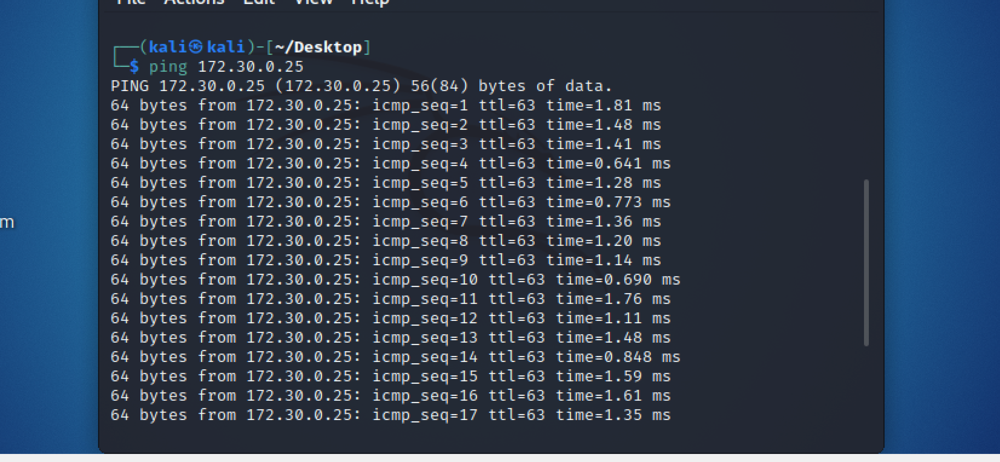 File Actions Edit View Help
(kali㉿kali)-[~/Desktop]
$ ping 172.30.0.25
PING 172.30.0.25 (172.30.0.25) 56(84) bytes of data.
64 bytes from 172.30.0.25: icmp_seq=1 ttl=63 time=1.81 ms
64 bytes from 172.30.0.25: icmp_seq=2 ttl=63 time=1.48 ms
64 bytes from 172.30.0.25: icmp_seq=3 ttl=63 time=1.41 ms
64 bytes from 172.30.0.25: icmp_seq=4 ttl=63 time=0.641 ms
64 bytes from 172.30.0.25: icmp_seq=5 ttl=63 time=1.28 ms
64 bytes from 172.30.0.25: icmp_seq=6 ttl=63 time=0.773 ms
64 bytes from 172.30.0.25: icmp_seq=7 ttl=63 time=1.36 ms
64 bytes from 172.30.0.25: icmp_seq=8 ttl=63 time=1.20 ms
64 bytes from 172.30.0.25: icmp_seq=9 ttl=63 time=1.14 ms
64 bytes from 172.30.0.25: icmp_seq=10 ttl=63 time=0.690 ms
64 bytes from 172.30.0.25: icmp_seq=11 ttl=63 time=1.76 ms
64 bytes from 172.30.0.25: icmp_seq=12 ttl=63 time=1.11 ms
64 bytes from 172.30.0.25: icmp_seq=13 ttl=63 time=1.48 ms
64 bytes from 172.30.0.25: icmp_seq=14 ttl=63 time=0.848 ms
64 bytes from 172.30.0.25: icmp_seq=15 ttl=63 time=1.59 ms
64 bytes from 172.30.0.25: icmp_seq=16 ttl=63 time=1.61 ms
64 bytes from 172.30.0.25: icmp_seq=17 ttl=63 time=1.35 ms